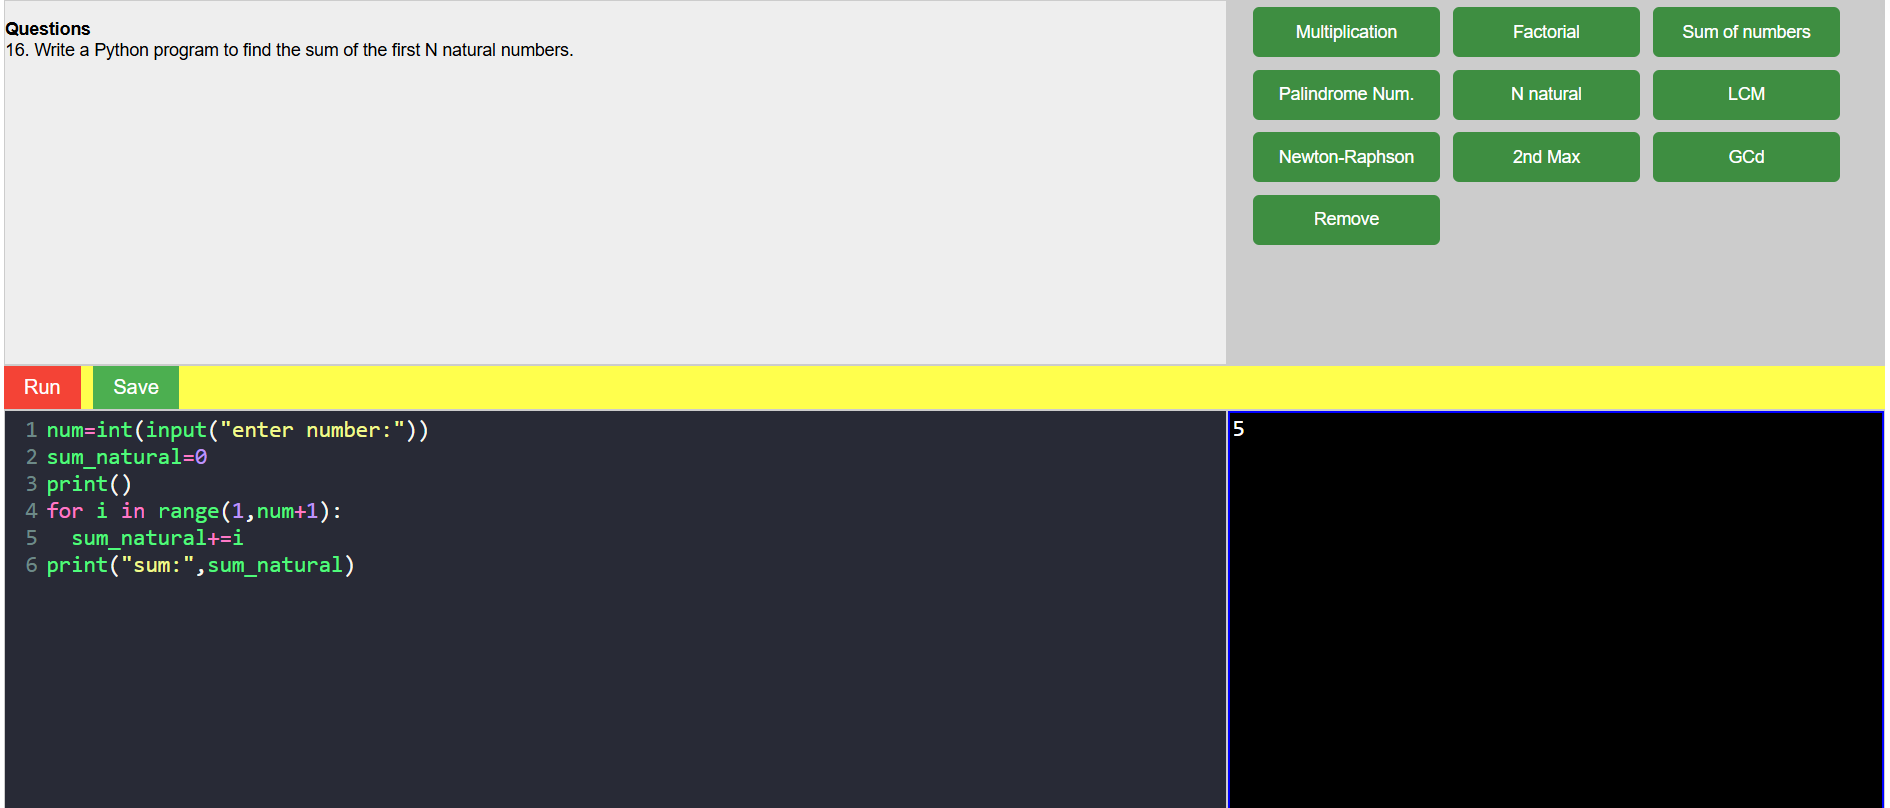 Questions
16. Write a Python program to find the sum of the first N natural numbers.
Multiplication
Factorial
Sum of numbers
Palindrome Num.
N natural
LCM
Newton-Raphson
2nd Max
GCd
Remove
Run
Save
1 num=int(input("enter number:"))
2 sum_natural=0
3 print()
4 for i in range(1,num+1):
5   sum_natural+=i
6 print("sum:",sum_natural)
5